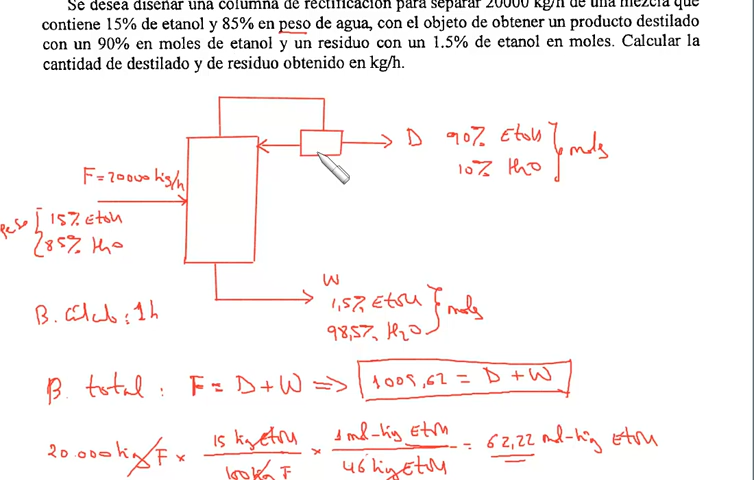 Se desea diseñar una columna de rectificación para separar 20000 kg/h de una mezcla que
contiene 15% de etanol y 85% en peso de agua, con el objeto de obtener un producto destilado
con un 90% en moles de etanol y un residuo con un 1.5% de etanol en moles. Calcular la
cantidad de destilado y de residuo obtenido en kg/h.
D 90% EtOH
10% H2O
mols
F = 20000 kg/h
peso
15% EtOH
85% H2O
W
1,5% EtOH
98,5% H2O
mols
B. Cálculo: 1h
B. total: F = D + W => 1009,62 = D + W
20.000 kg F x 15 kg EtOH / 100 kg F x 1 mol-kg EtOH / 46 kg EtOH = 62,22 mol-kg EtOH